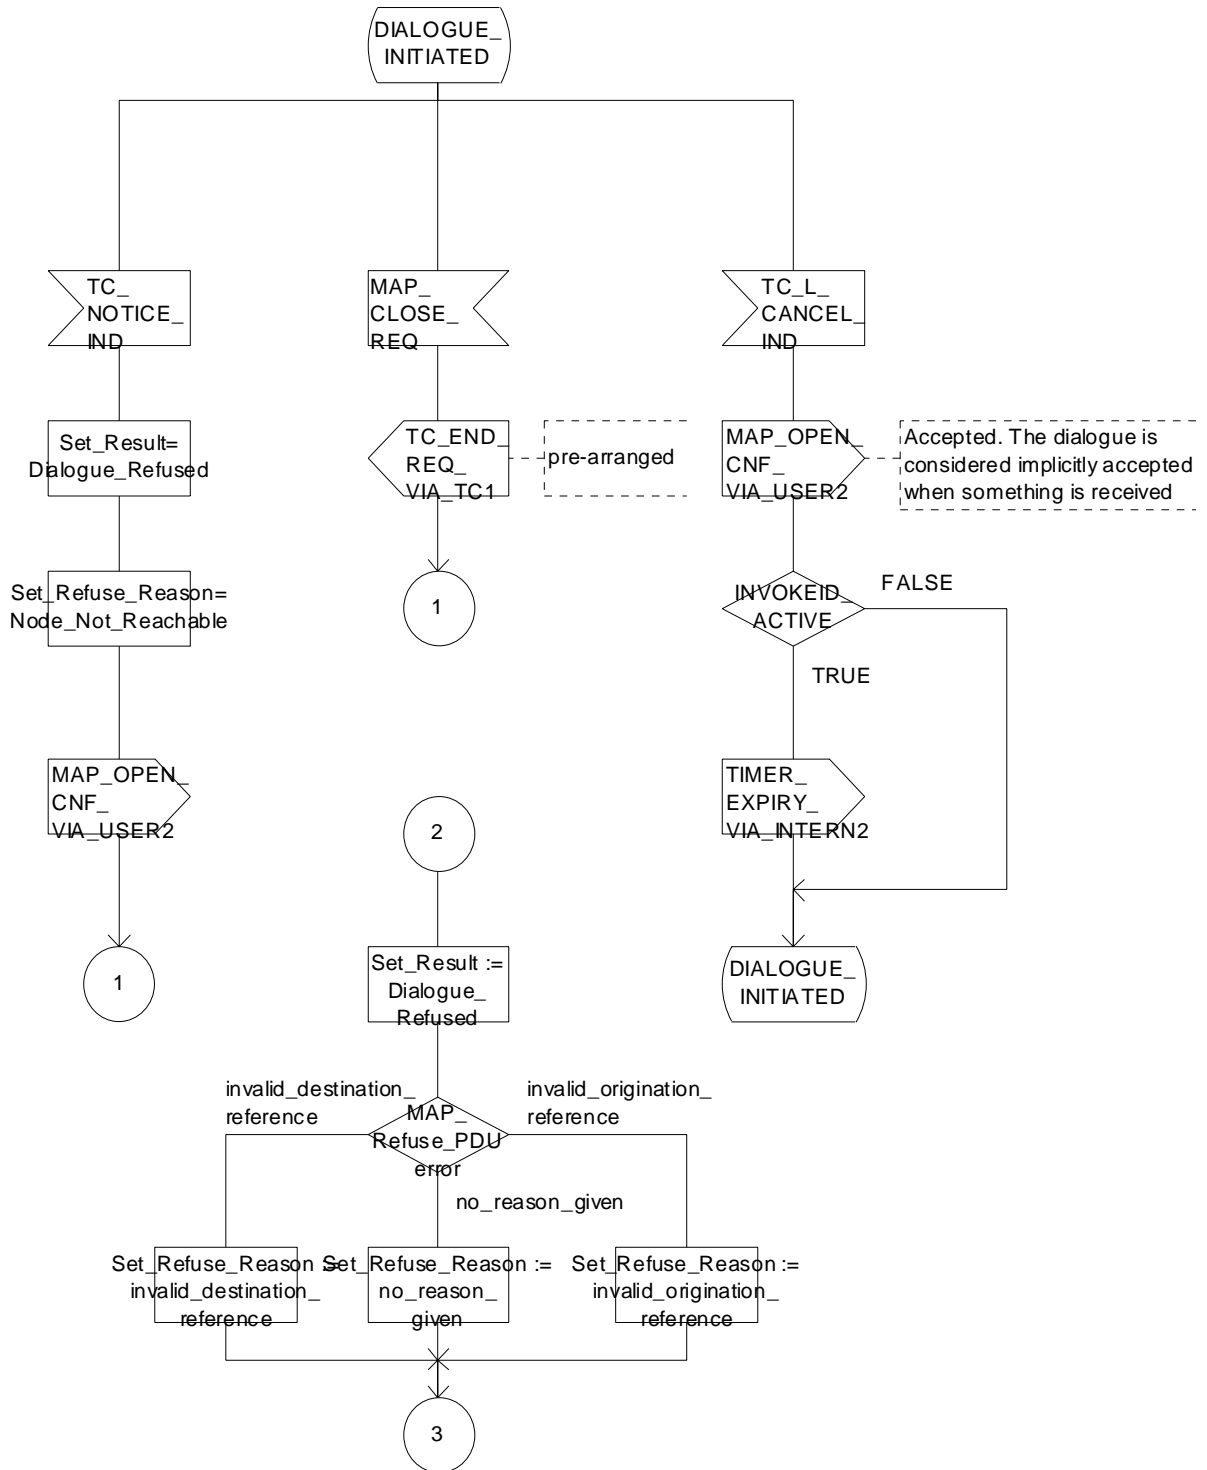 DIALOGUE_
INITIATED
TC_
NOTICE_
IND
MAP_
CLOSE_
REQ
TC_L_
CANCEL_
IND
Set_Result=
Dialogue_Refused
TC_END_
REQ_
VIA_TC1
pre-arranged
MAP_OPEN_
CNF_
VIA_USER2
Accepted. The dialogue is
considered implicitly accepted
when something is received
Set_Refuse_Reason=
Node_Not_Reachable
1
INVOKEID_
ACTIVE
FALSE
TRUE
MAP_OPEN_
CNF_
VIA_USER2
2
TIMER_
EXPIRY_
VIA_INTERN2
1
Set_Result :=
Dialogue_
Refused
DIALOGUE_
INITIATED
invalid_destination_
reference
MAP_
Refuse_PDU
error
invalid_origination_
reference
no_reason_given
Set_Refuse_Reason :=
invalid_destination_
reference
Set_Refuse_Reason :=
no_reason_
given
Set_Refuse_Reason :=
invalid_origination_
reference
3